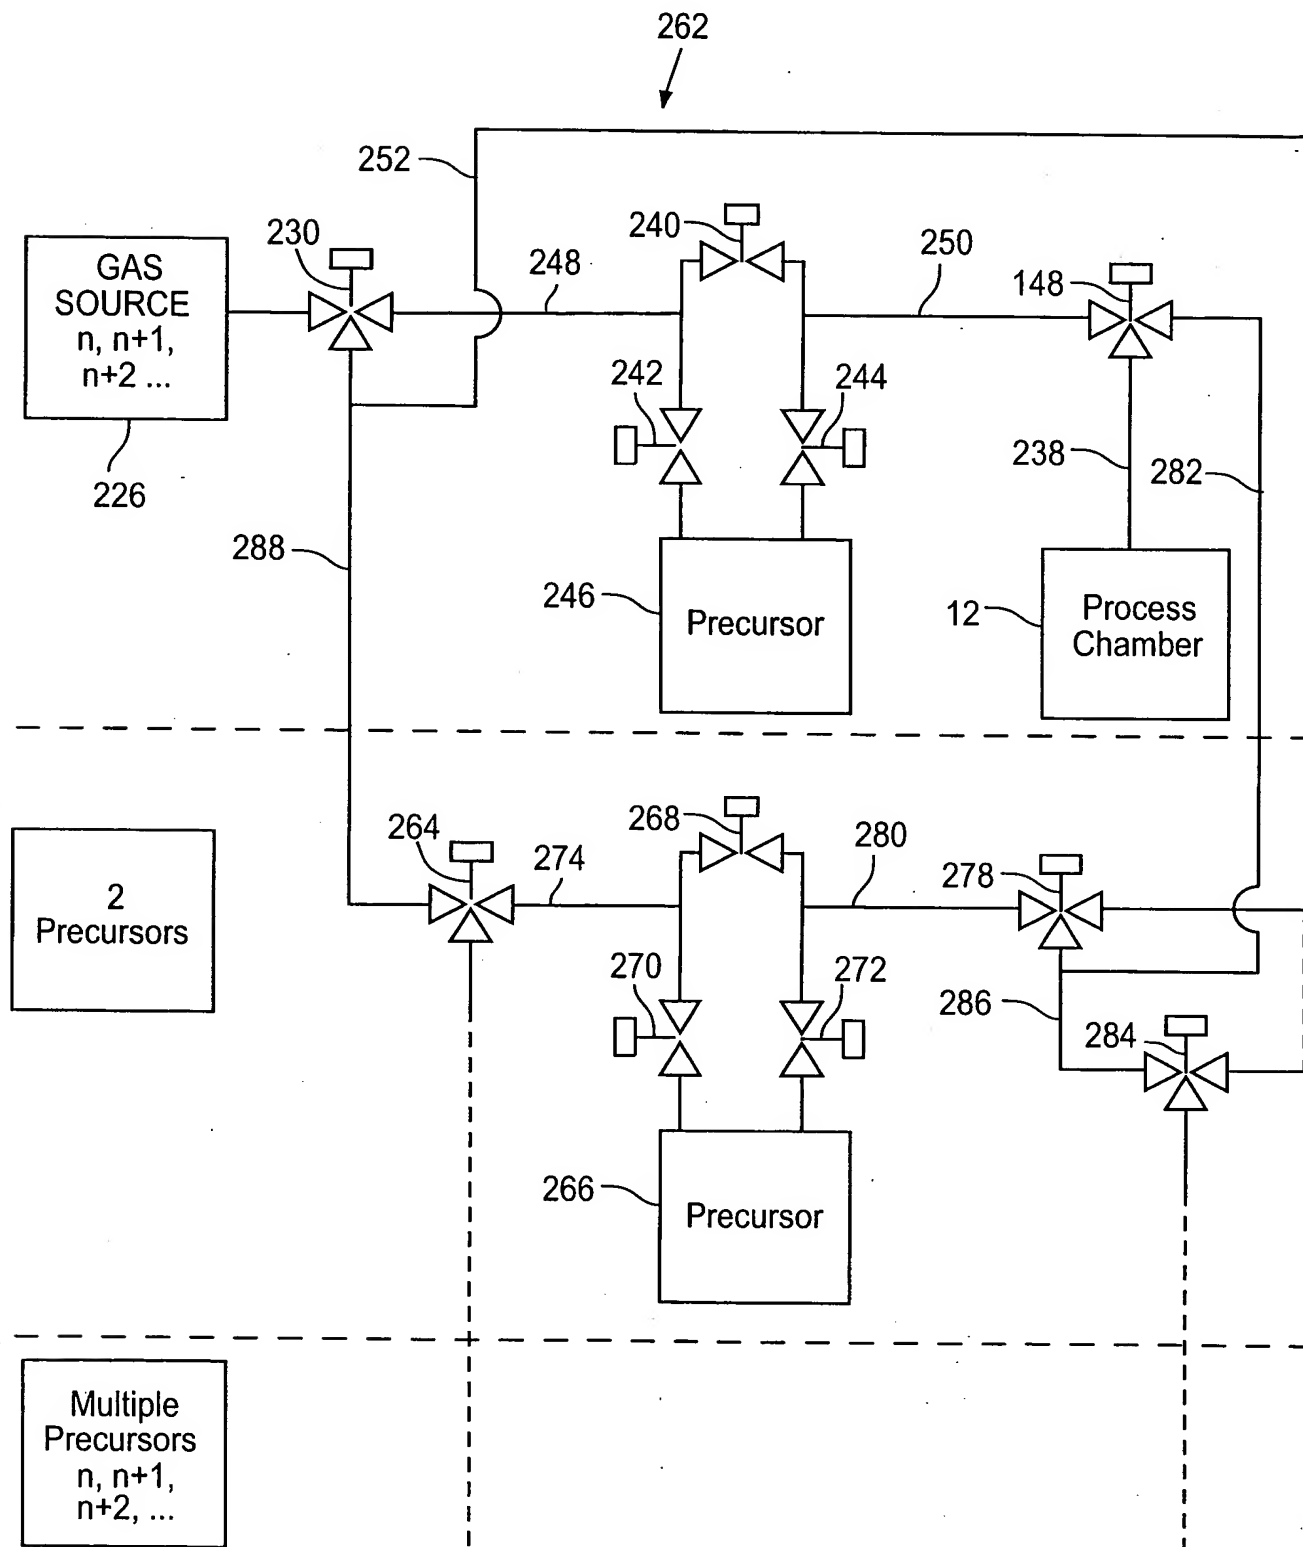 262
252
230
240
250
148
248
GAS
SOURCE
n, n+1,
n+2 ...
242
244
238
282
226
288
246
Precursor
12
Process
Chamber
264
274
268
280
278
2
Precursors
270
272
286
284
266
Precursor
Multiple
Precursors
n, n+1,
n+2, ...